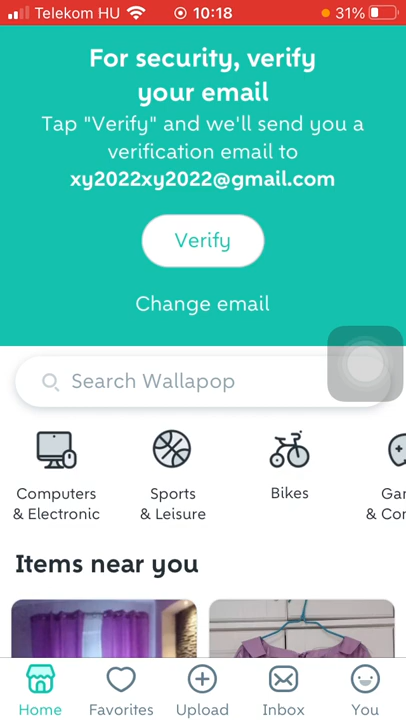 Telekom HU 10:18 31%
For security, verify
your email
Tap "Verify" and we'll send you a
verification email to
xy2022xy2022@gmail.com
Verify
Change email
Search Wallapop
Computers
& Electronic
Sports
& Leisure
Bikes
Gar
& Cor
Items near you
Home Favorites Upload Inbox You